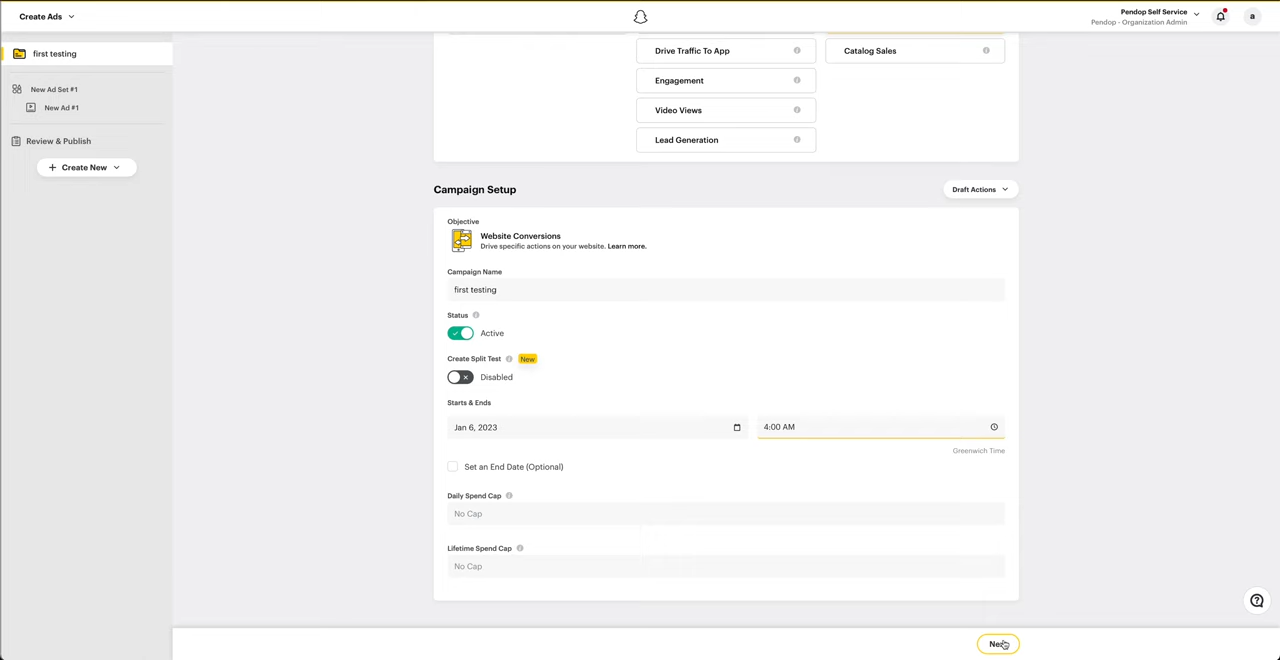 Create Ads
Pendop Self Service
Pendop - Organization Admin
a
first testing
New Ad Set #1
New Ad #1
Review & Publish
+ Create New
Drive Traffic To App
Catalog Sales
Engagement
Video Views
Lead Generation
Campaign Setup
Draft Actions
Objective
Website Conversions
Drive specific actions on your website. Learn more.
Campaign Name
first testing
Status
Active
Create Split Test New
Disabled
Starts & Ends
Jan 6, 2023
4:00 AM
Greenwich Time
Set an End Date (Optional)
Daily Spend Cap
No Cap
Lifetime Spend Cap
No Cap